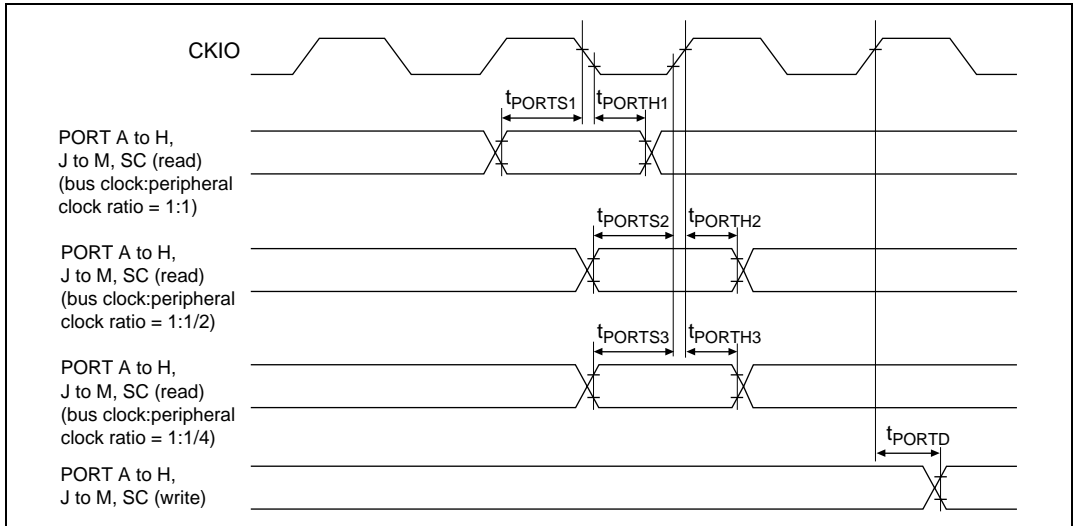 CKIO
tPORTS1
tPORTH1
PORT A to H,
J to M, SC (read)
(bus clock:peripheral
clock ratio = 1:1)
tPORTS2
tPORTH2
PORT A to H,
J to M, SC (read)
(bus clock:peripheral
clock ratio = 1:1/2)
tPORTS3
tPORTH3
PORT A to H,
J to M, SC (read)
(bus clock:peripheral
clock ratio = 1:1/4)
tPORTD
PORT A to H,
J to M, SC (write)